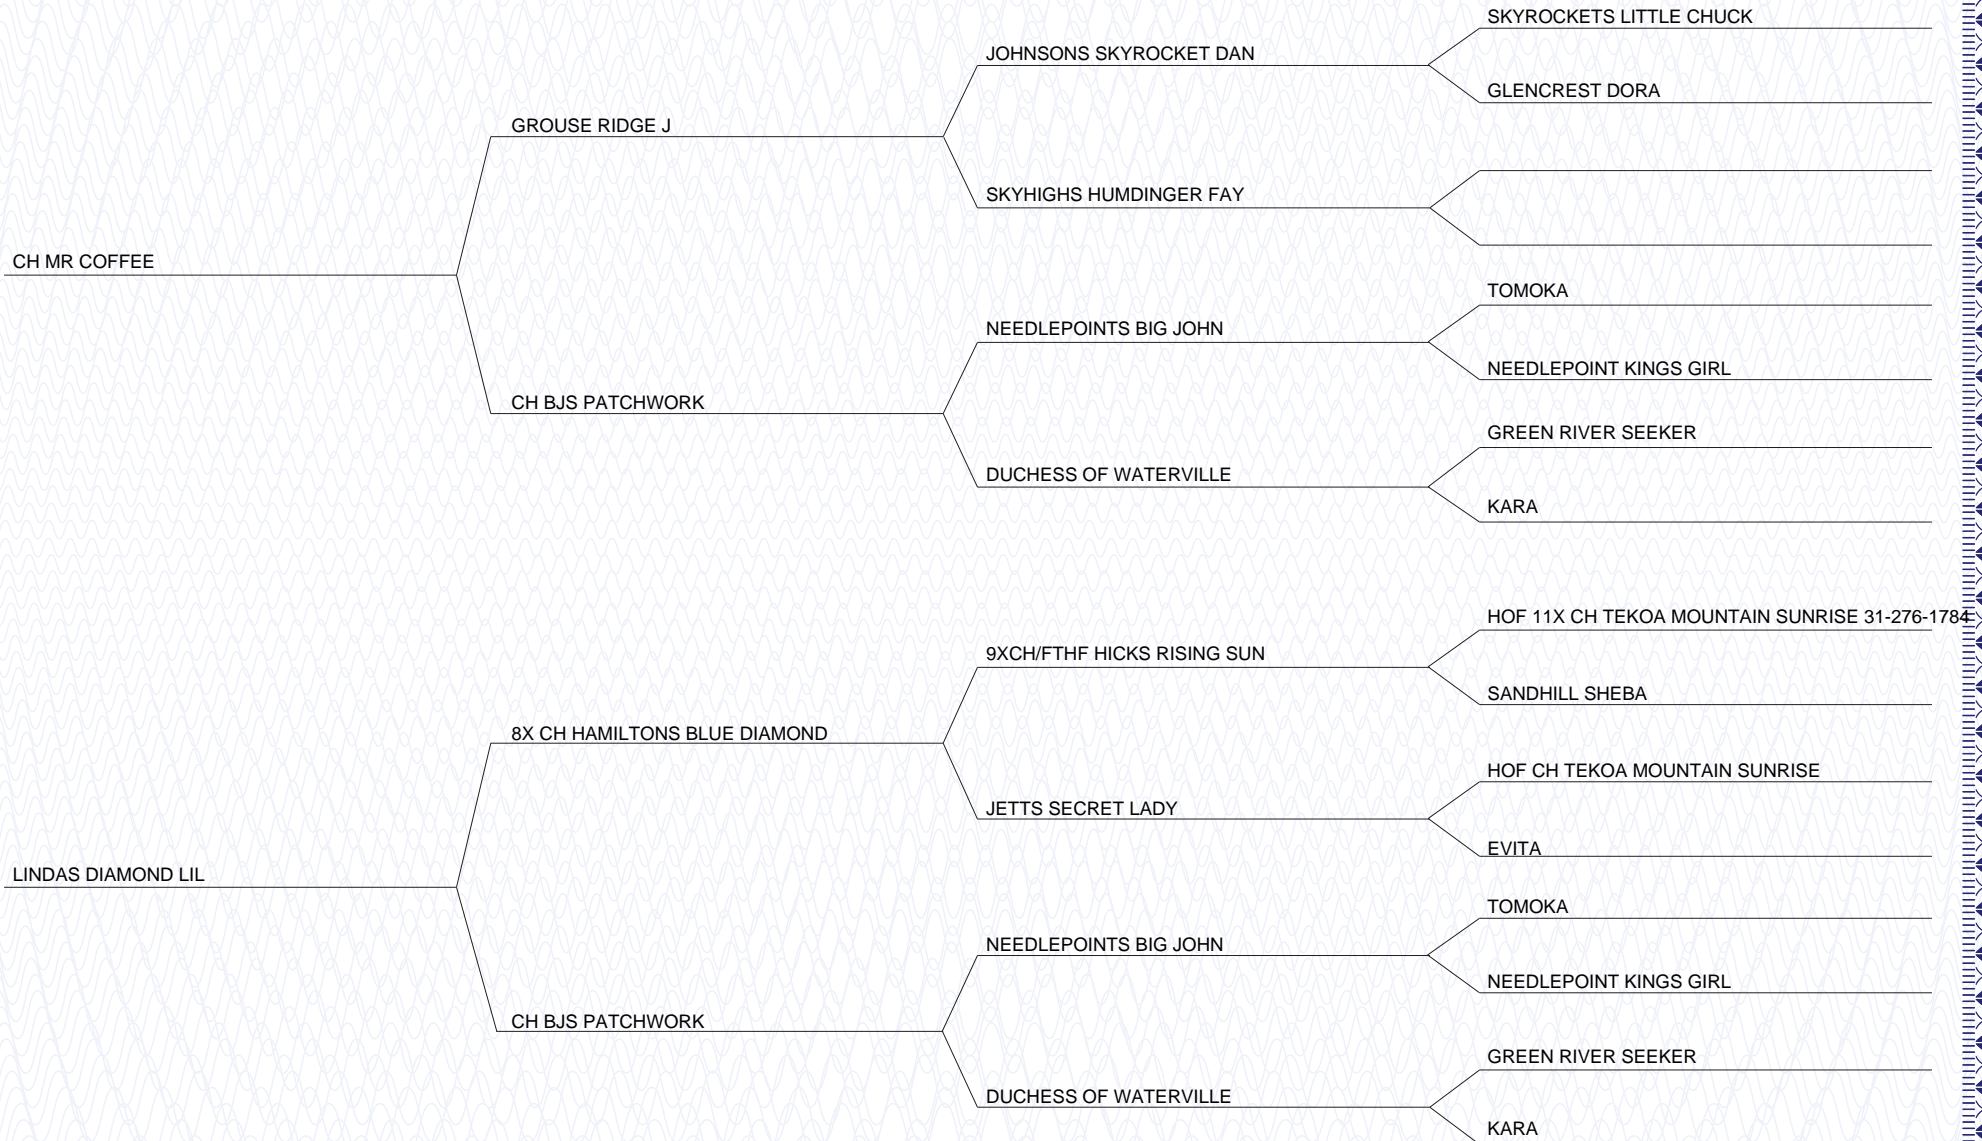 SKYROCKETS LITTLE CHUCK
JOHNSONS SKYROCKET DAN
GLENCREST DORA
GROUSE RIDGE J
SKYHIGHS HUMDINGER FAY
CH MR COFFEE
TOMOKA
NEEDLEPOINTS BIG JOHN
NEEDLEPOINT KINGS GIRL
CH BJS PATCHWORK
GREEN RIVER SEEKER
DUCHESS OF WATERVILLE
KARA
HOF 11X CH TEKOA MOUNTAIN SUNRISE 31-276-1784
9XCH/FTHF HICKS RISING SUN
SANDHILL SHEBA
8X CH HAMILTONS BLUE DIAMOND
HOF CH TEKOA MOUNTAIN SUNRISE
JETTS SECRET LADY
EVITA
LINDAS DIAMOND LIL
TOMOKA
NEEDLEPOINTS BIG JOHN
NEEDLEPOINT KINGS GIRL
CH BJS PATCHWORK
GREEN RIVER SEEKER
DUCHESS OF WATERVILLE
KARA